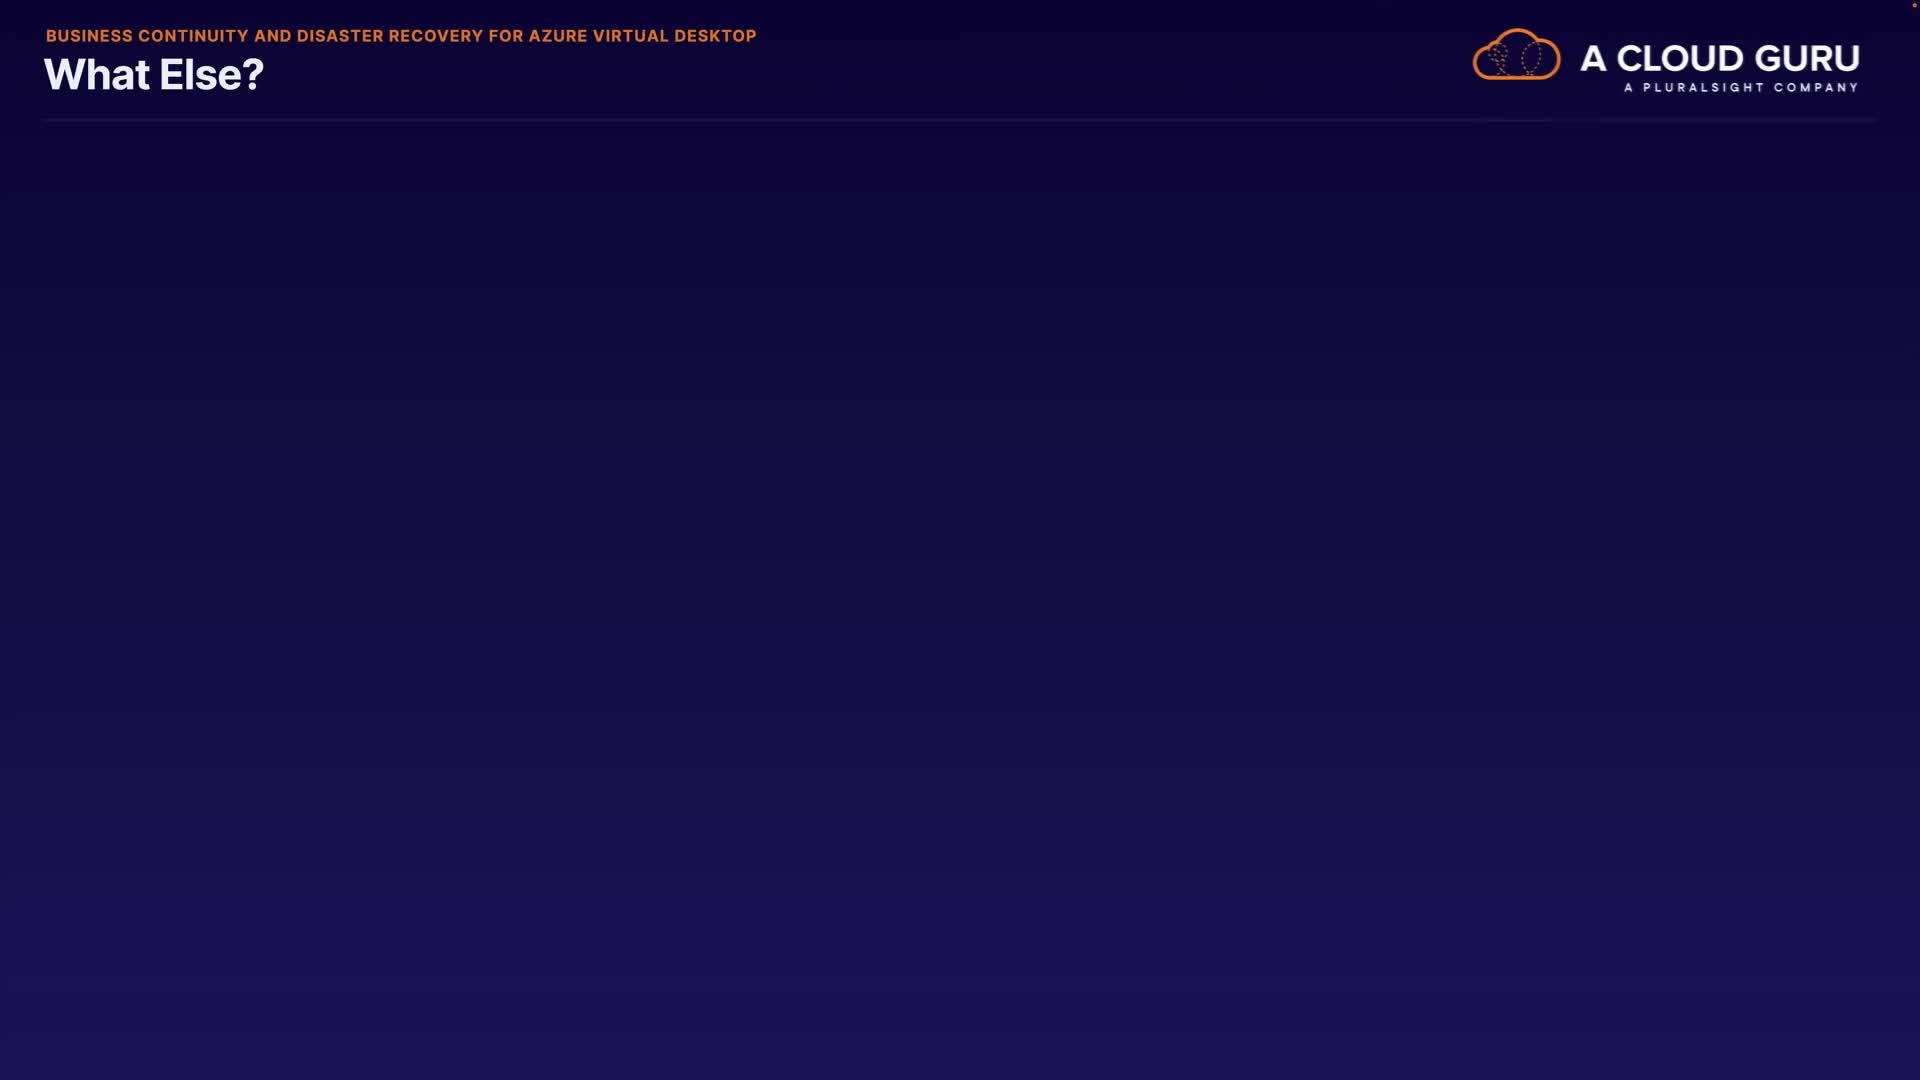 BUSINESS CONTINUITY AND DISASTER RECOVERY FOR AZURE VIRTUAL DESKTOP
What Else?
A CLOUD GURU
A PLURALSIGHT COMPANY